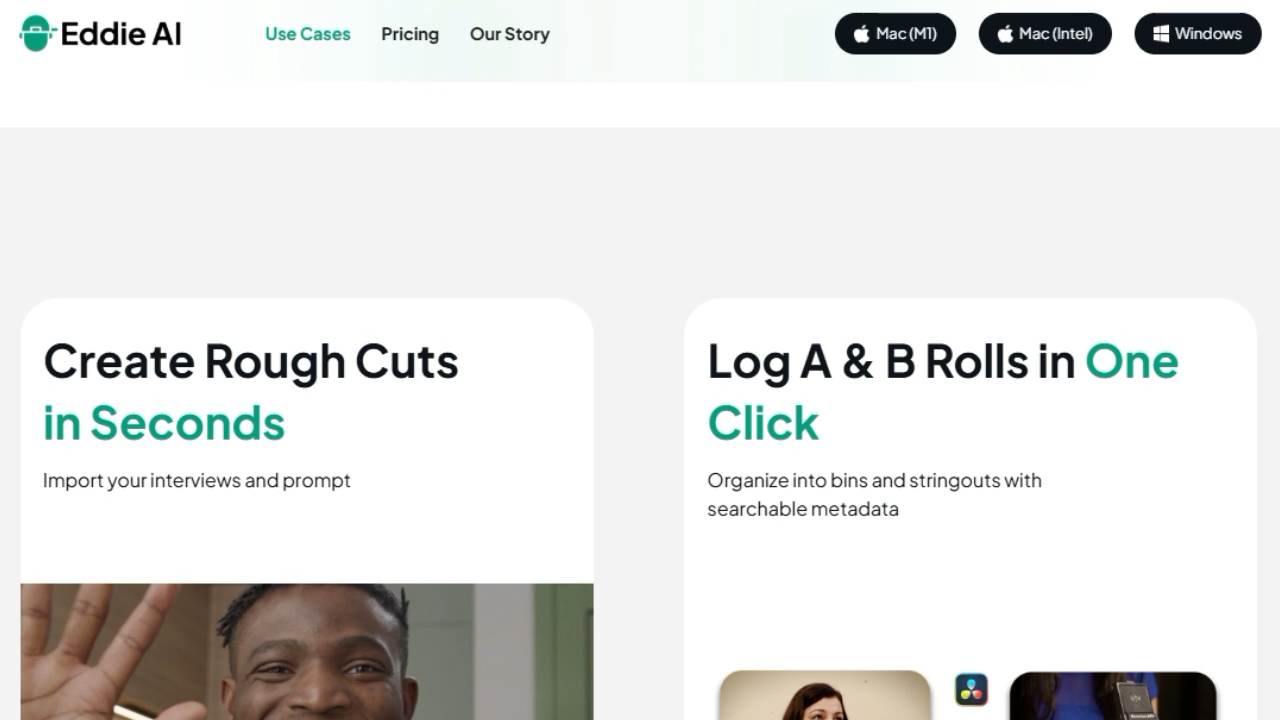 Eddie AI
Use Cases
Pricing
Our Story
Mac (M1)
Mac (Intel)
Windows
Create Rough Cuts
in Seconds
Import your interviews and prompt
Log A & B Rolls in One
Click
Organize into bins and stringouts with
searchable metadata